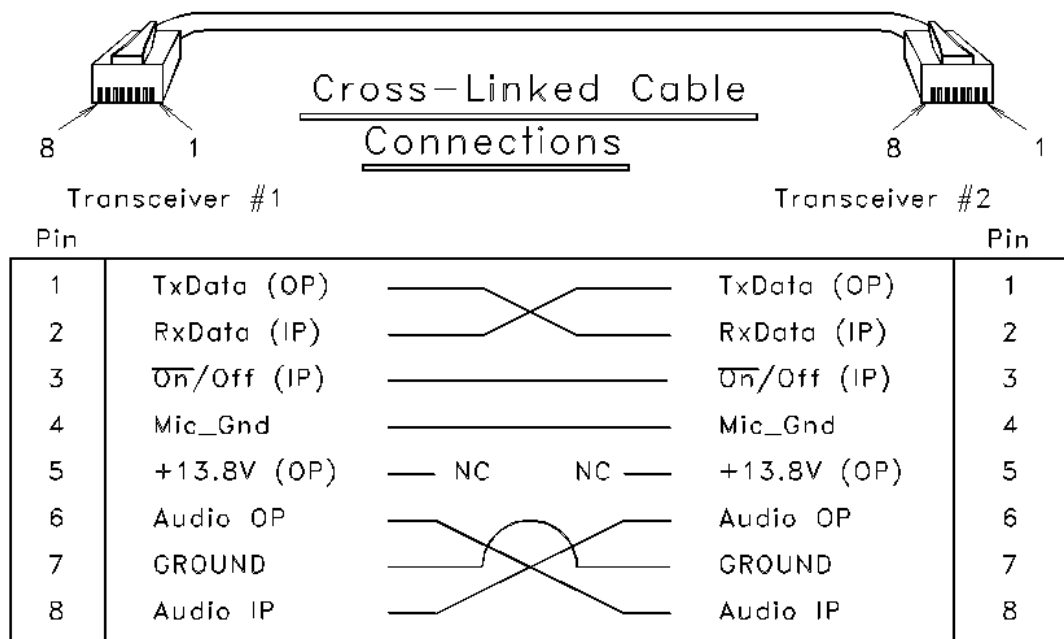 Cross-Linked Cable
Connections
8 1 8 1
Transceiver #1 Transceiver #2
Pin Pin
1 TxData (OP) TxData (OP) 1
2 RxData (IP) RxData (IP) 2
3 O̅n̅/Off (IP) O̅n̅/Off (IP) 3
4 Mic_Gnd Mic_Gnd 4
5 +13.8V (OP) NC NC +13.8V (OP) 5
6 Audio OP Audio OP 6
7 GROUND GROUND 7
8 Audio IP Audio IP 8